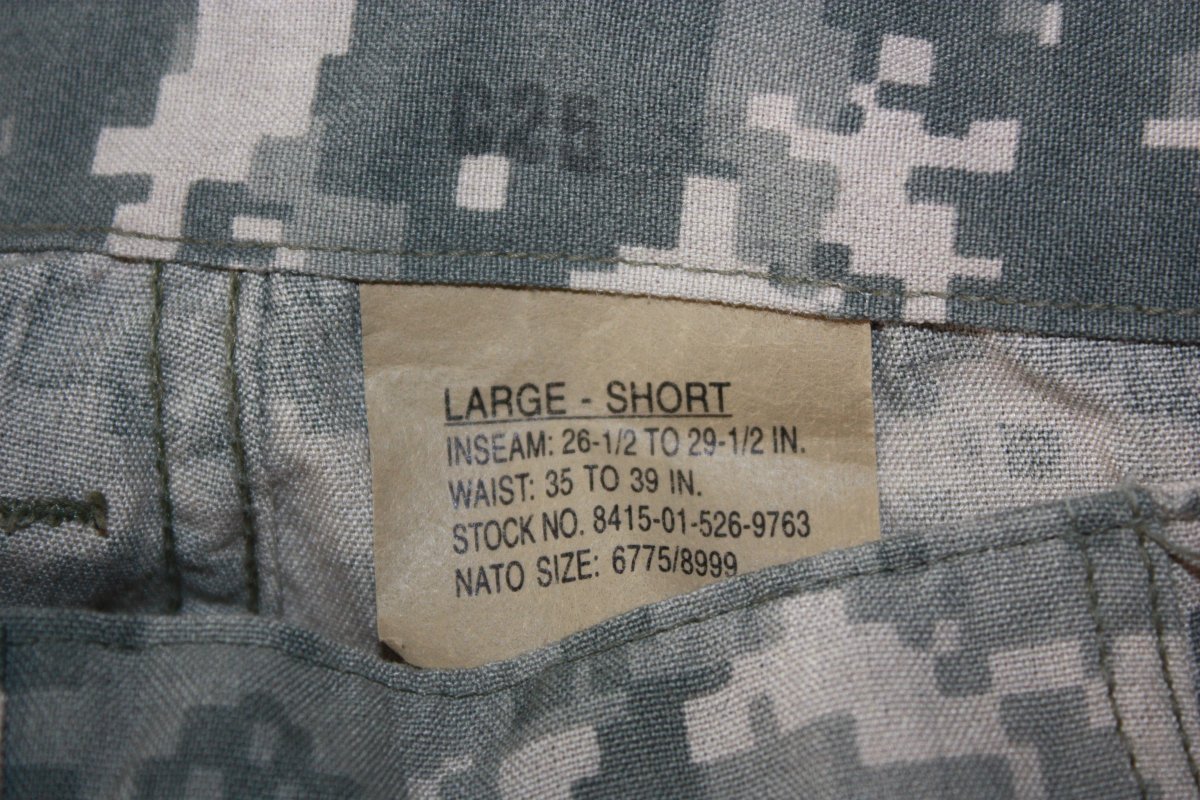 C25
LARGE - SHORT
INSEAM: 26-1/2 TO 29-1/2 IN.
WAIST: 35 TO 39 IN.
STOCK NO. 8415-01-526-9763
NATO SIZE: 6775/8999